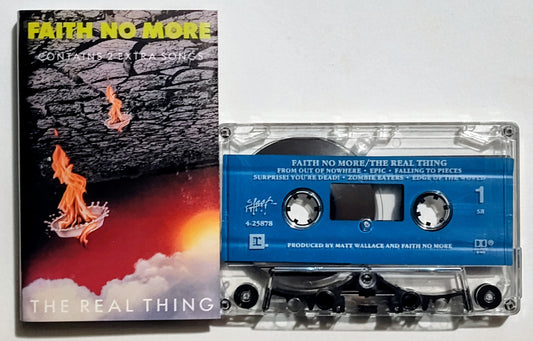 FAITH NO MORE
CONTAINS 2 EXTRA SONGS
THE REAL THING
FAITH NO MORE/THE REAL THING
FROM OUT OF NOWHERE • EPIC • FALLING TO PIECES
SURPRISE! YOU'RE DEAD! • ZOMBIE EATERS • EDGE OF THE WORLD
1
SR
4-25878
PRODUCED BY MATT WALLACE AND FAITH NO MORE